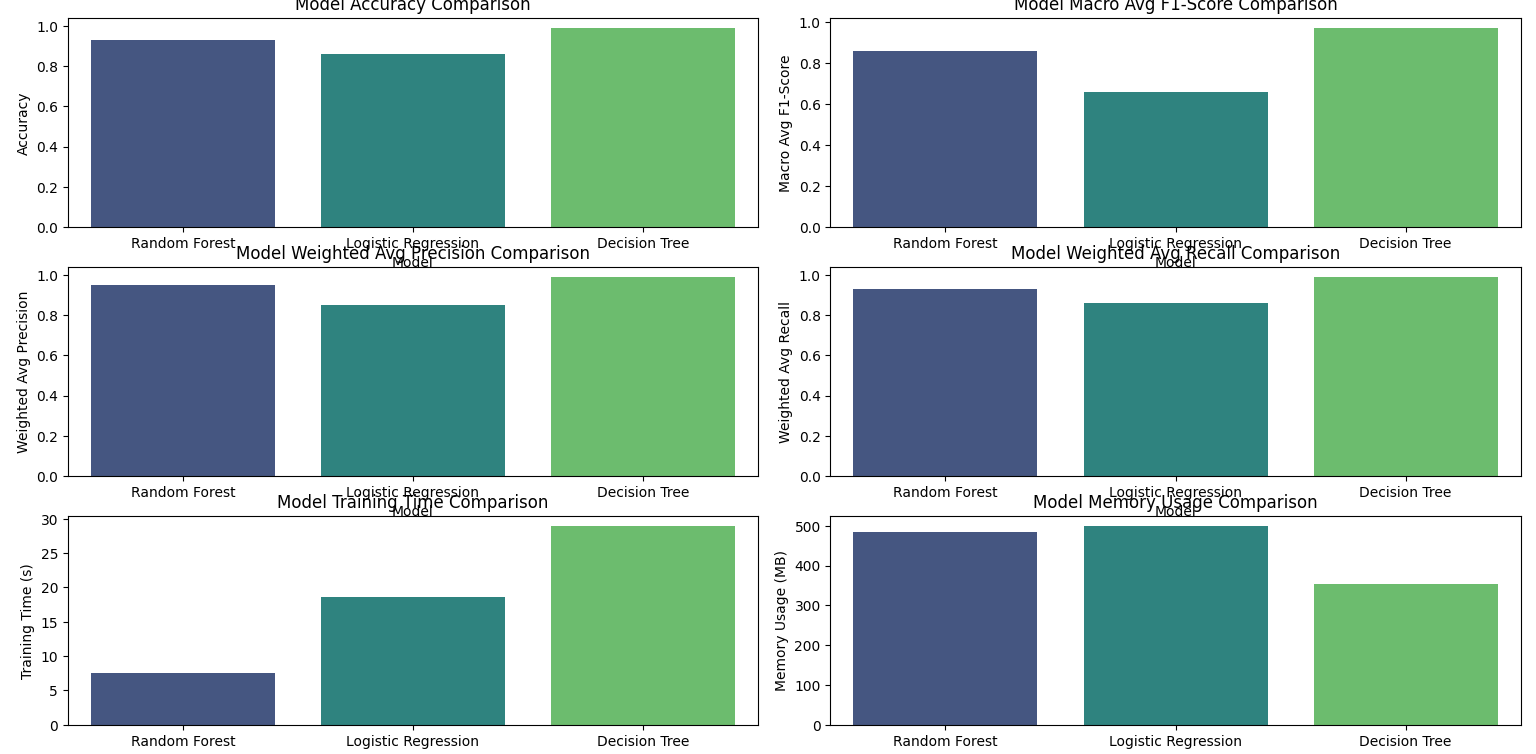 Model Accuracy Comparison
1.0
0.8
0.6
0.4
0.2
0.0
Accuracy
Random Forest
Logistic Regression
Decision Tree
Model
Model Macro Avg F1-Score Comparison
1.0
0.8
0.6
0.4
0.2
0.0
Macro Avg F1-Score
Random Forest
Logistic Regression
Decision Tree
Model
Model Weighted Avg Precision Comparison
1.0
0.8
0.6
0.4
0.2
0.0
Weighted Avg Precision
Random Forest
Logistic Regression
Decision Tree
Model
Model Weighted Avg Recall Comparison
1.0
0.8
0.6
0.4
0.2
0.0
Weighted Avg Recall
Random Forest
Logistic Regression
Decision Tree
Model
Model Training Time Comparison
30
25
20
15
10
5
0
Training Time (s)
Random Forest
Logistic Regression
Decision Tree
Model Memory Usage Comparison
500
400
300
200
100
0
Memory Usage (MB)
Random Forest
Logistic Regression
Decision Tree